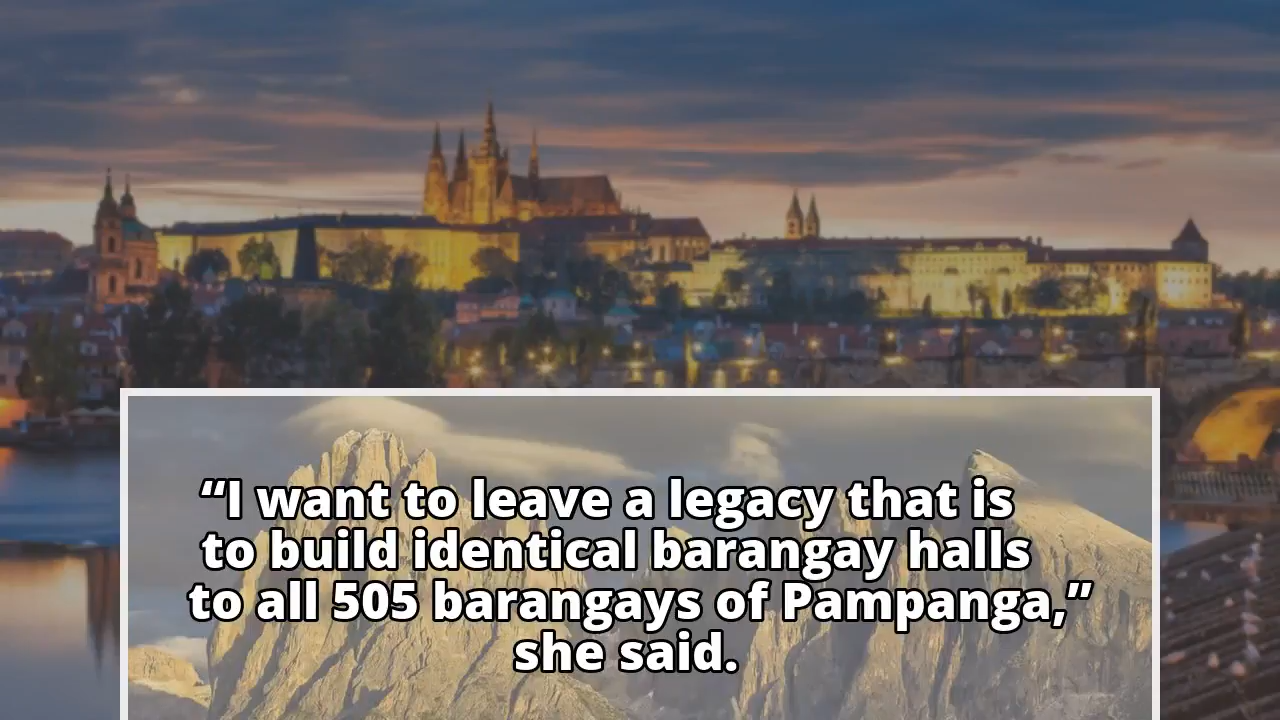 “I want to leave a legacy that is
to build identical barangay halls
to all 505 barangays of Pampanga,”
she said.